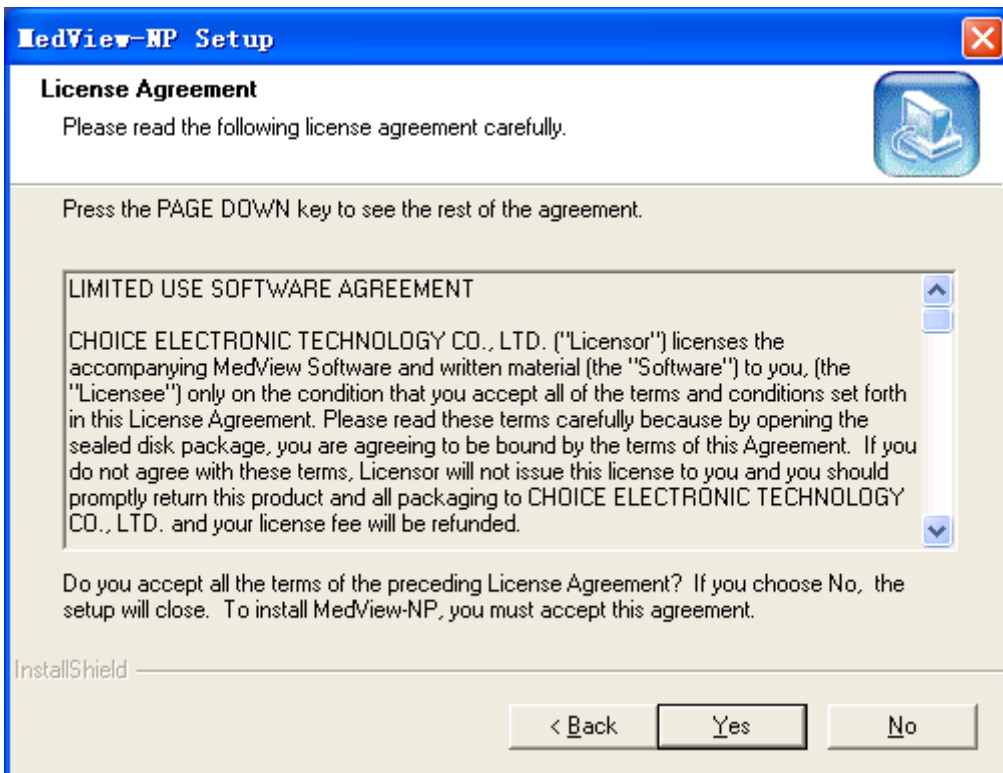 MedView-NP Setup
License Agreement
Please read the following license agreement carefully.
Press the PAGE DOWN key to see the rest of the agreement.
LIMITED USE SOFTWARE AGREEMENT
CHOICE ELECTRONIC TECHNOLOGY CO., LTD. ("Licensor") licenses the
accompanying MedView Software and written material (the "Software") to you, (the
"Licensee") only on the condition that you accept all of the terms and conditions set forth
in this License Agreement. Please read these terms carefully because by opening the
sealed disk package, you are agreeing to be bound by the terms of this Agreement.  If you
do not agree with these terms, Licensor will not issue this license to you and you should
promptly return this product and all packaging to CHOICE ELECTRONIC TECHNOLOGY
CO., LTD. and your license fee will be refunded.
Do you accept all the terms of the preceding License Agreement?  If you choose No,  the
setup will close.  To install MedView-NP, you must accept this agreement.
InstallShield
< Back Yes No